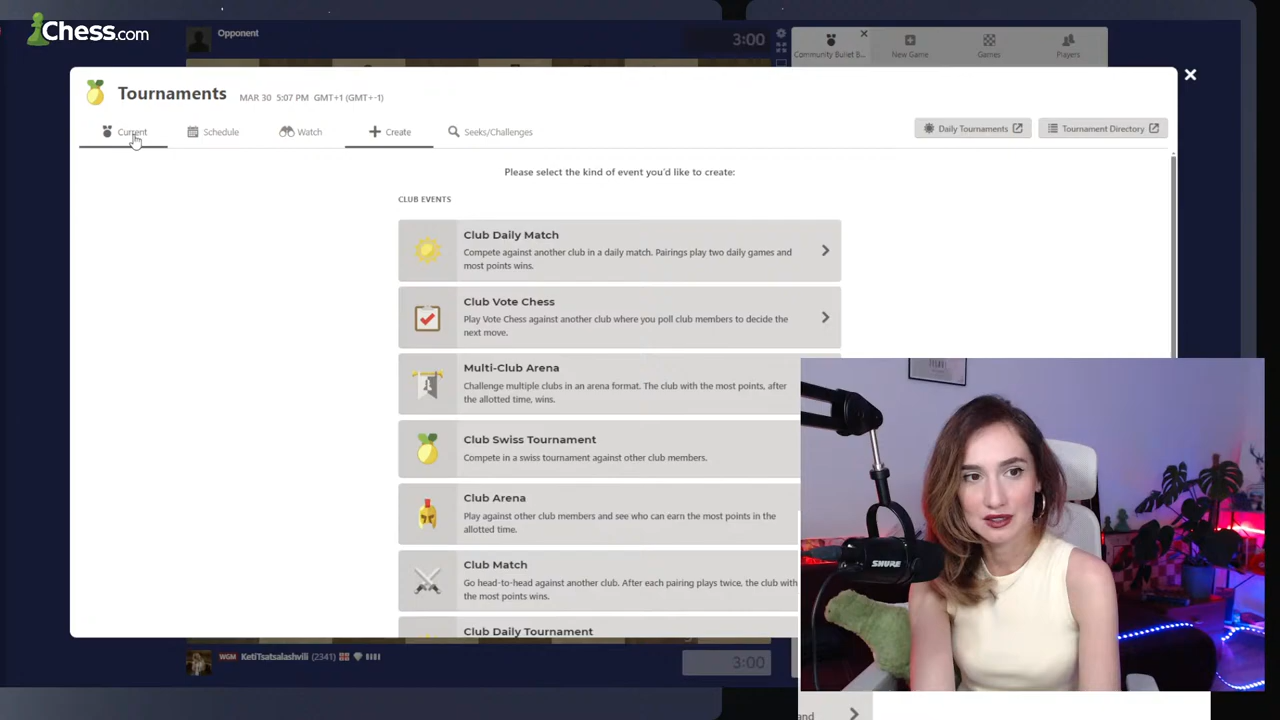 Chess.com
Opponent
3:00
Community Bullet B...
New Game
Games
Players
Tournaments
MAR 30 5:07 PM GMT+1 (GMT+-1)
Current
Schedule
Watch
Create
Seeks/Challenges
Daily Tournaments
Tournament Directory
Please select the kind of event you'd like to create:
CLUB EVENTS
Club Daily Match
Compete against another club in a daily match. Pairings play two daily games and
most points wins.
Club Vote Chess
Play Vote Chess against another club where you poll club members to decide the
next move.
Multi-Club Arena
Challenge multiple clubs in an arena format. The club with the most points, after
the allotted time, wins.
Club Swiss Tournament
Compete in a swiss tournament against other club members.
Club Arena
Play against other club members and see who can earn the most points in the
allotted time.
Club Match
Go head-to-head against another club. After each pairing plays twice, the club with
the most points wins.
Club Daily Tournament
WGM KetiTsatsalashvili (2341)
3:00
SHURE
and